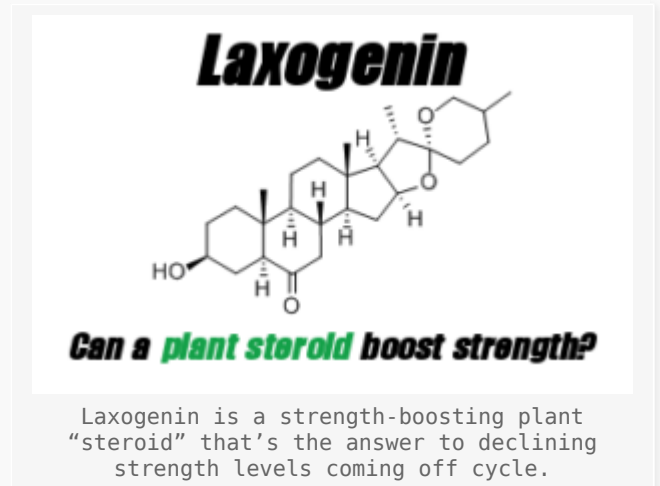 Laxogenin
O
H
H
O
H
H
H
HO
H
O
Can a plant steroid boost strength?
Laxogenin is a strength-boosting plant
“steroid” that’s the answer to declining
strength levels coming off cycle.